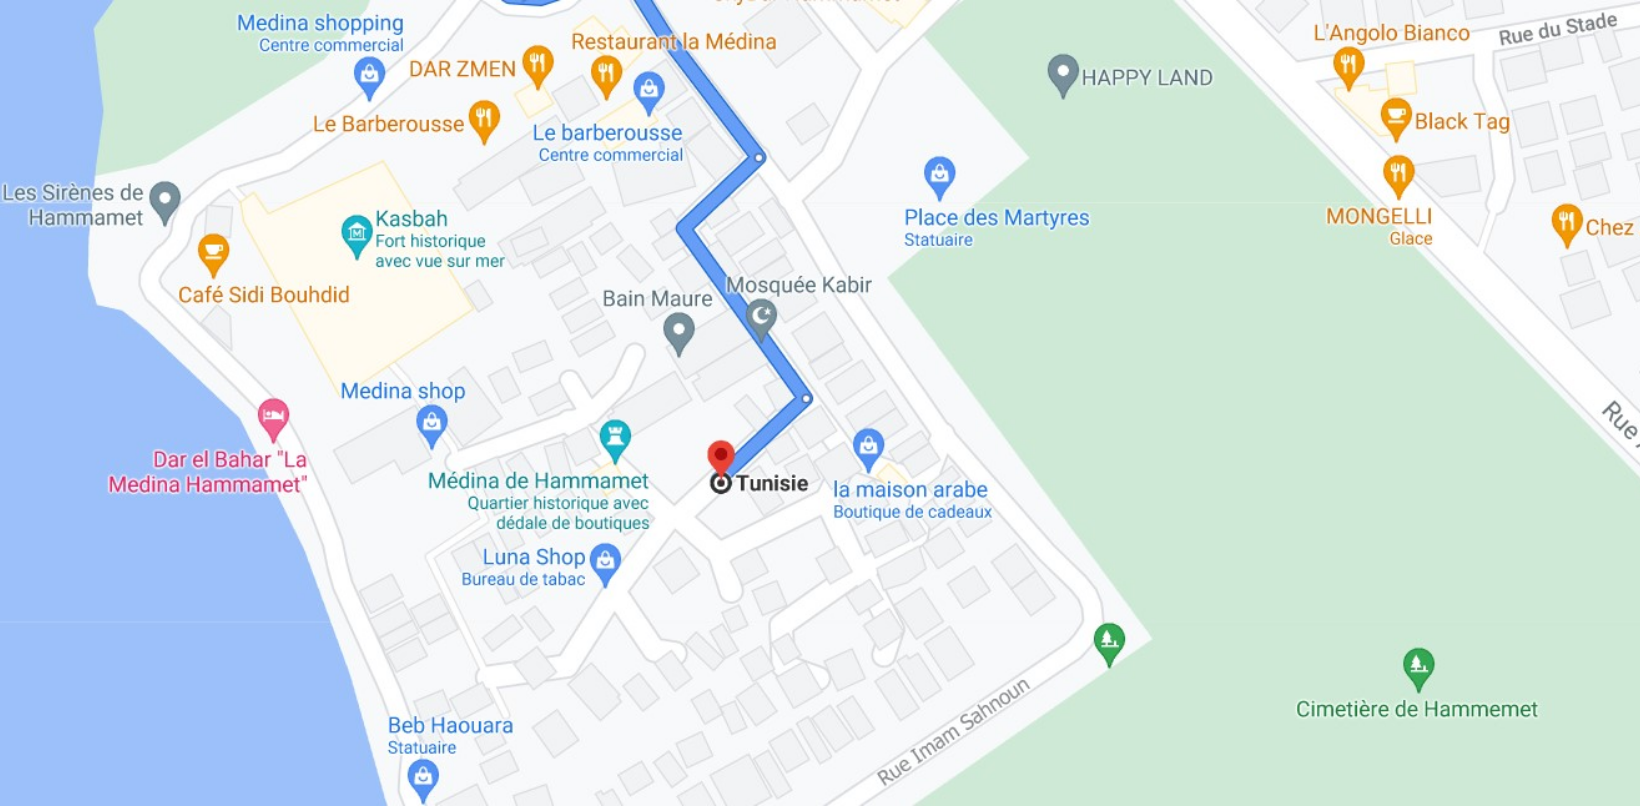 Medina shopping
Centre commercial
Restaurant la Médina
DAR ZMEN
Le Barberousse
Le barberousse
Centre commercial
HAPPY LAND
L'Angolo Bianco
Rue du Stade
Black Tag
Les Sirènes de
Hammamet
Kasbah
Fort historique
avec vue sur mer
Place des Martyres
Statuaire
MONGELLI
Glace
Chez
Café Sidi Bouhdid
Bain Maure
Mosquée Kabir
Medina shop
Rue
Dar el Bahar "La
Medina Hammamet"
Médina de Hammamet
Quartier historique avec
dédale de boutiques
Tunisie
la maison arabe
Boutique de cadeaux
Luna Shop
Bureau de tabac
Rue Imam Sahnoun
Cimetière de Hammemet
Beb Haouara
Statuaire